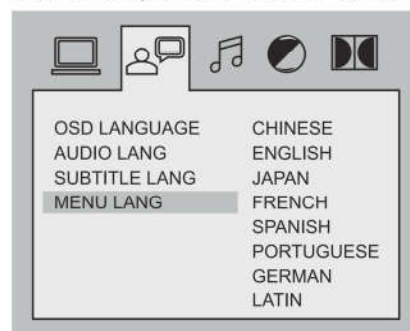 OSD LANGUAGE
AUDIO LANG
SUBTITLE LANG
MENU LANG
CHINESE
ENGLISH
JAPAN
FRENCH
SPANISH
PORTUGUESE
GERMAN
LATIN